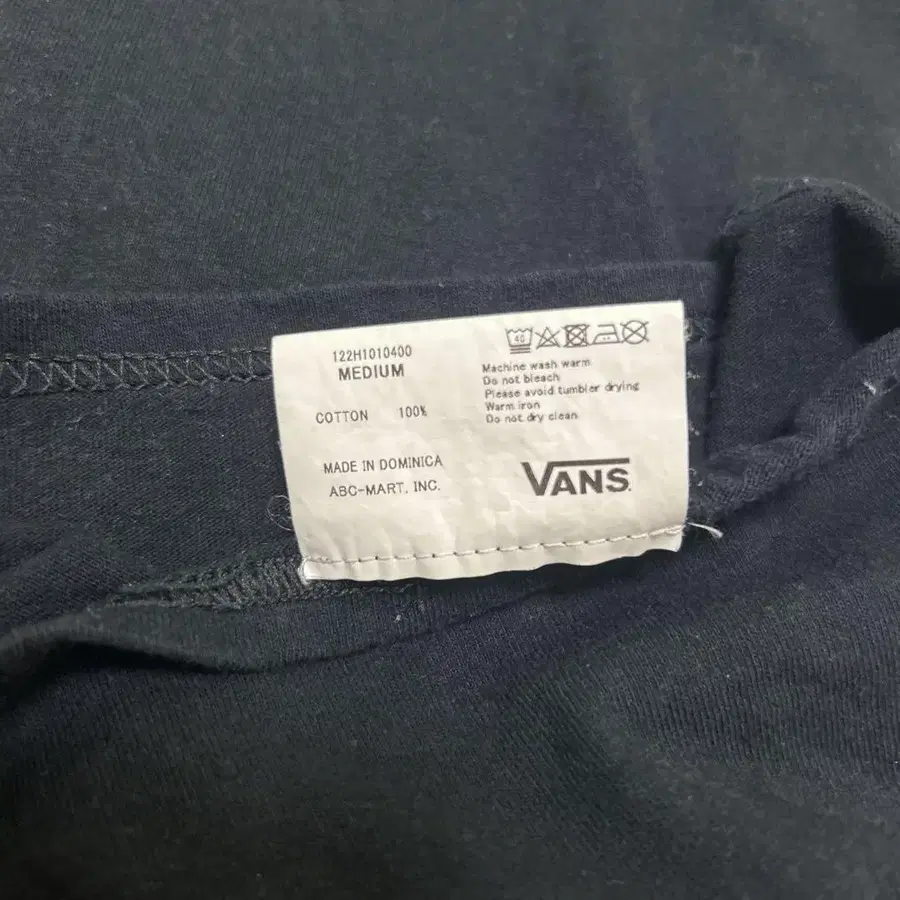 122H1010400
MEDIUM
COTTON 100%
MADE IN DOMINICA
ABC-MART, INC.
40
Machine wash warm
Do not bleach
Please avoid tumbler drying
Warm iron
Do not dry clean
VANS